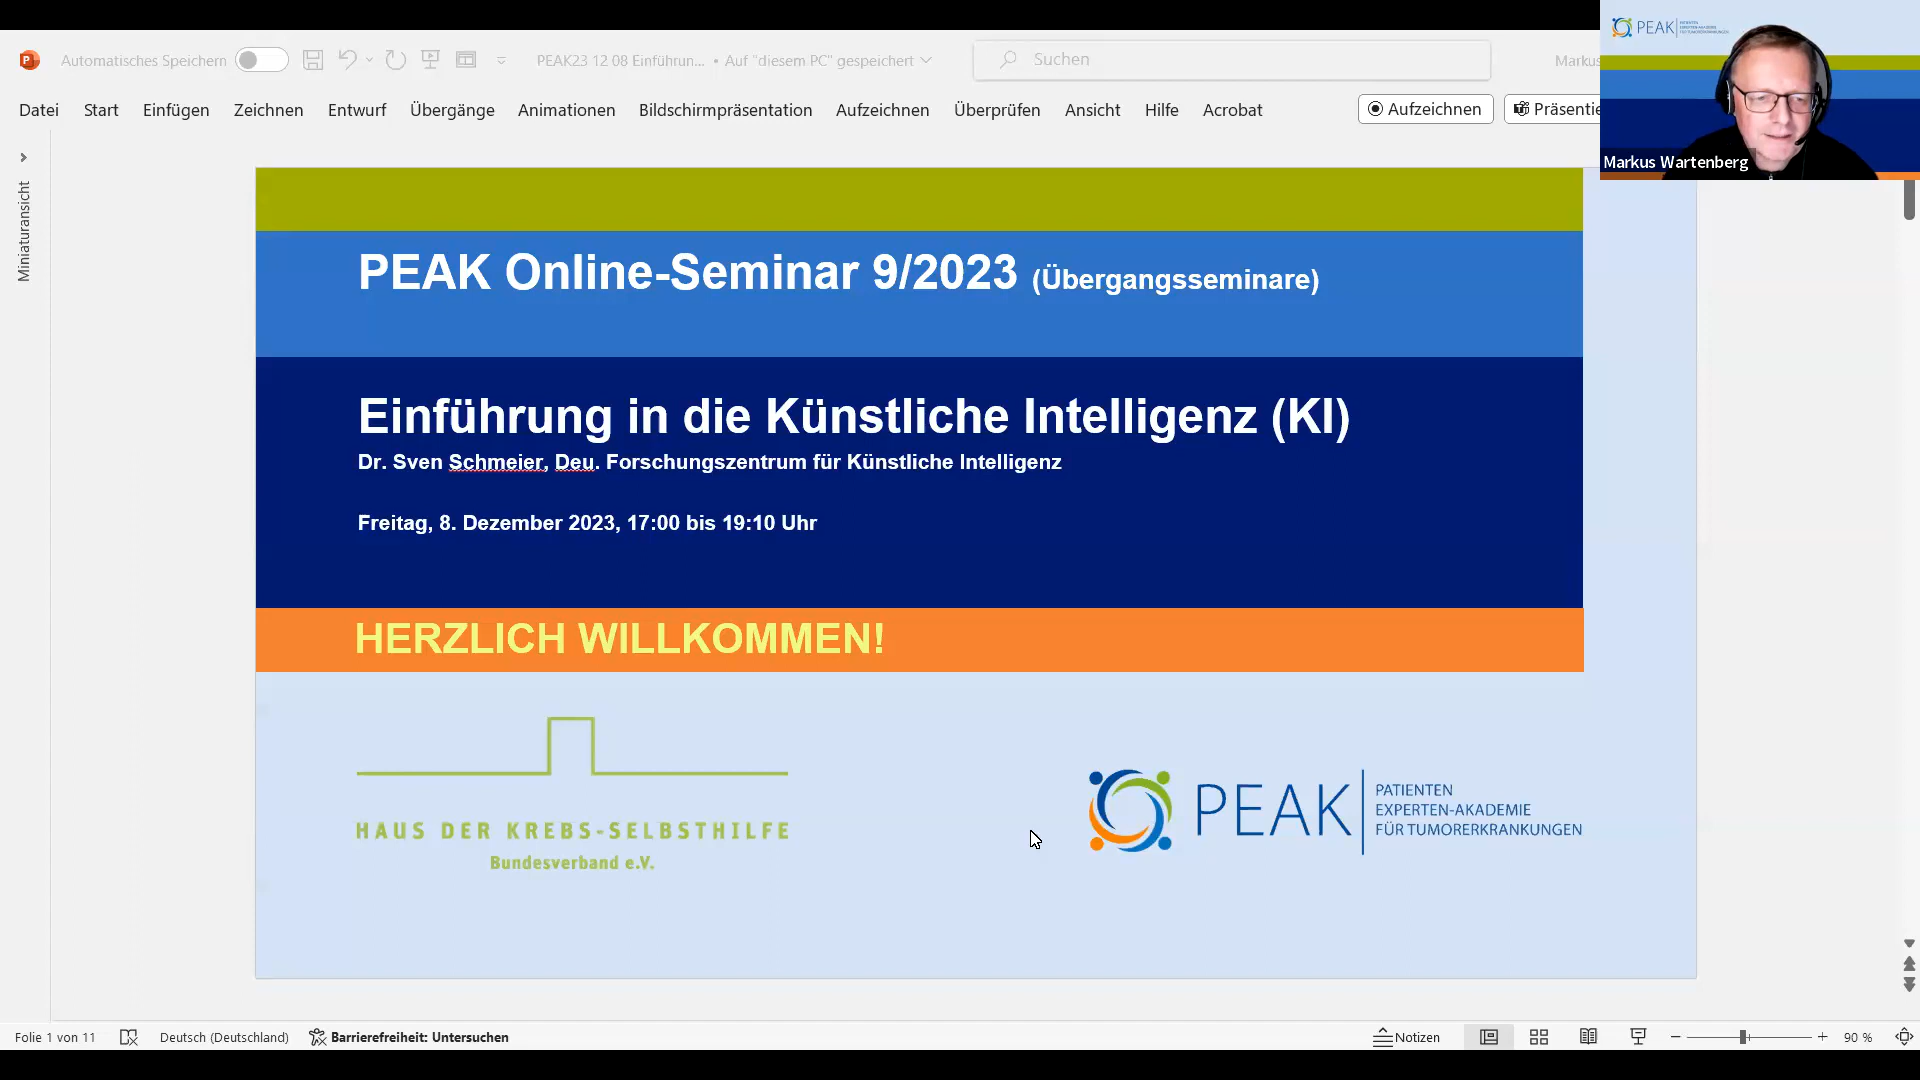 Automatisches Speichern
PEAK23 12 08 Einführun... • Auf "diesem PC" gespeichert
Suchen
Markus
PEAK
Datei Start Einfügen Zeichnen Entwurf Übergänge Animationen Bildschirmpräsentation Aufzeichnen Überprüfen Ansicht Hilfe Acrobat
Aufzeichnen
Präsentie
Markus Wartenberg
Miniaturansicht
PEAK Online-Seminar 9/2023 (Übergangsseminare)
Einführung in die Künstliche Intelligenz (KI)
Dr. Sven Schmeier, Deu. Forschungszentrum für Künstliche Intelligenz
Freitag, 8. Dezember 2023, 17:00 bis 19:10 Uhr
HERZLICH WILLKOMMEN!
HAUS DER KREBS-SELBSTHILFE
Bundesverband e.V.
PEAK
PATIENTEN
EXPERTEN-AKADEMIE
FÜR TUMORERKRANKUNGEN
Folie 1 von 11
Deutsch (Deutschland)
Barrierefreiheit: Untersuchen
Notizen
90 %